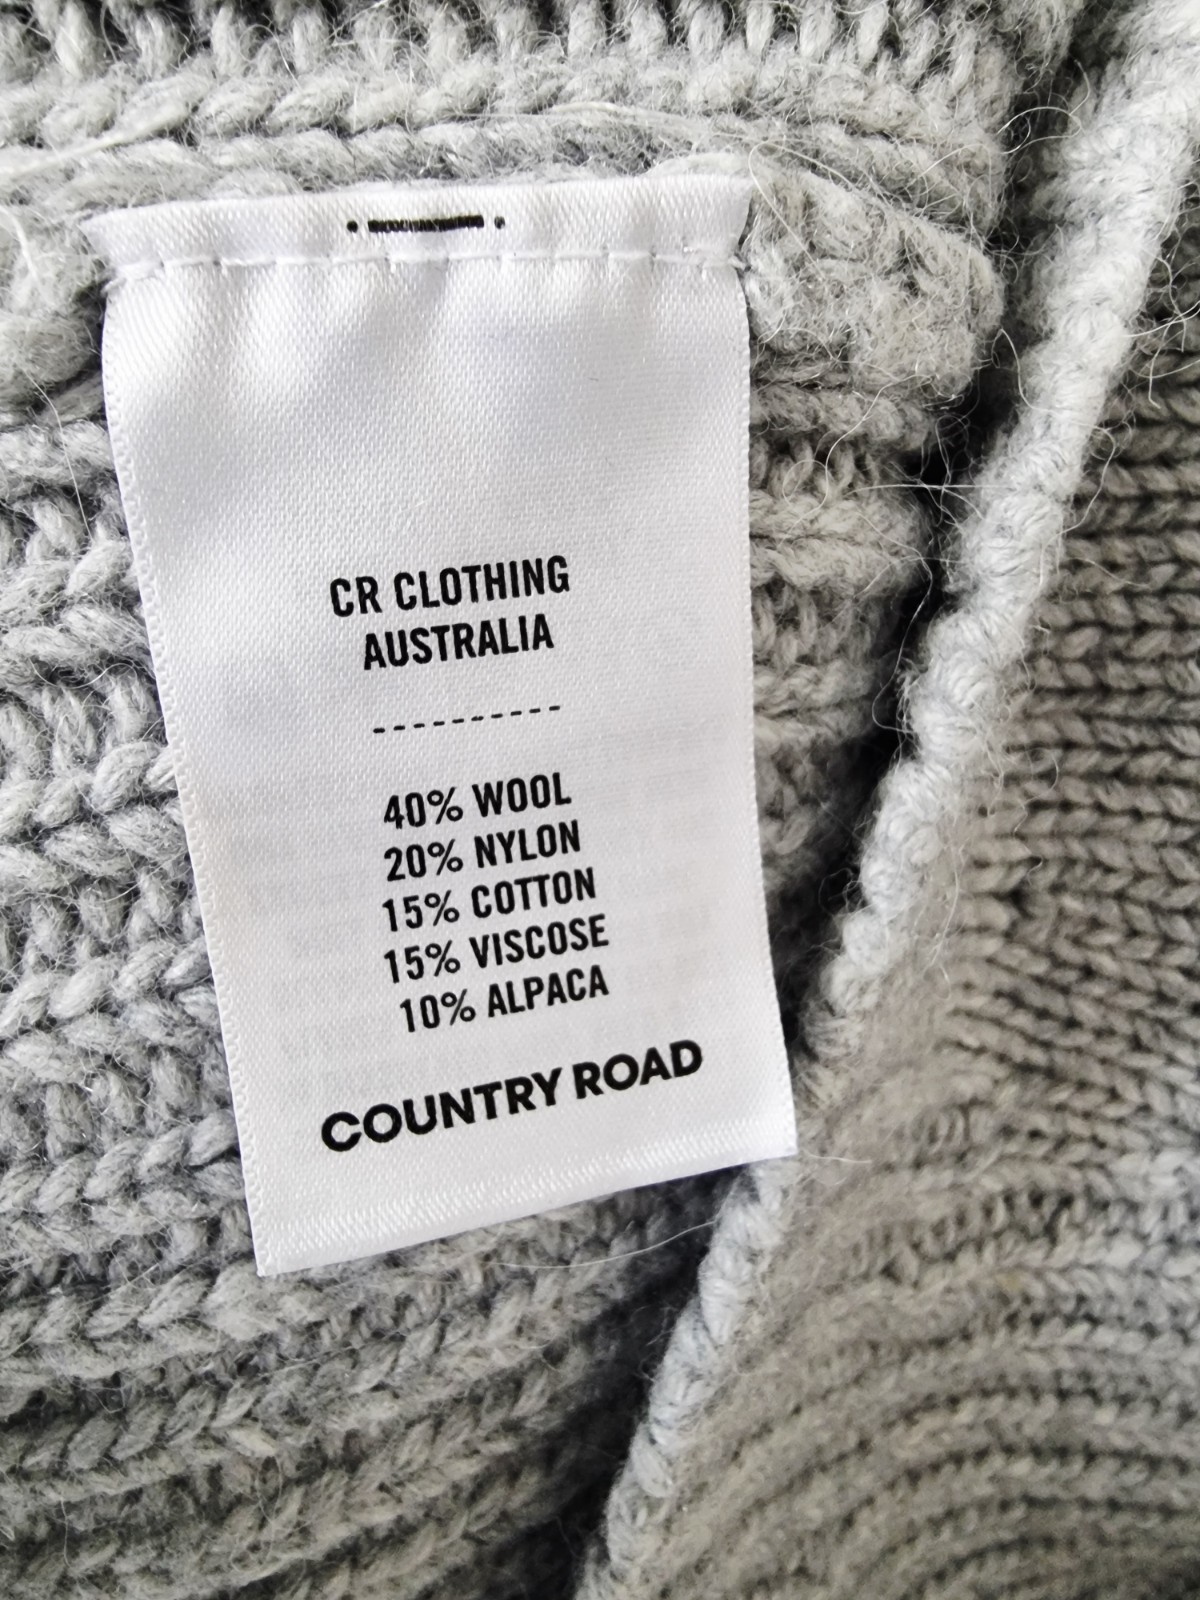 CR CLOTHING
AUSTRALIA
----------
40% WOOL
20% NYLON
15% COTTON
15% VISCOSE
10% ALPACA
COUNTRY ROAD